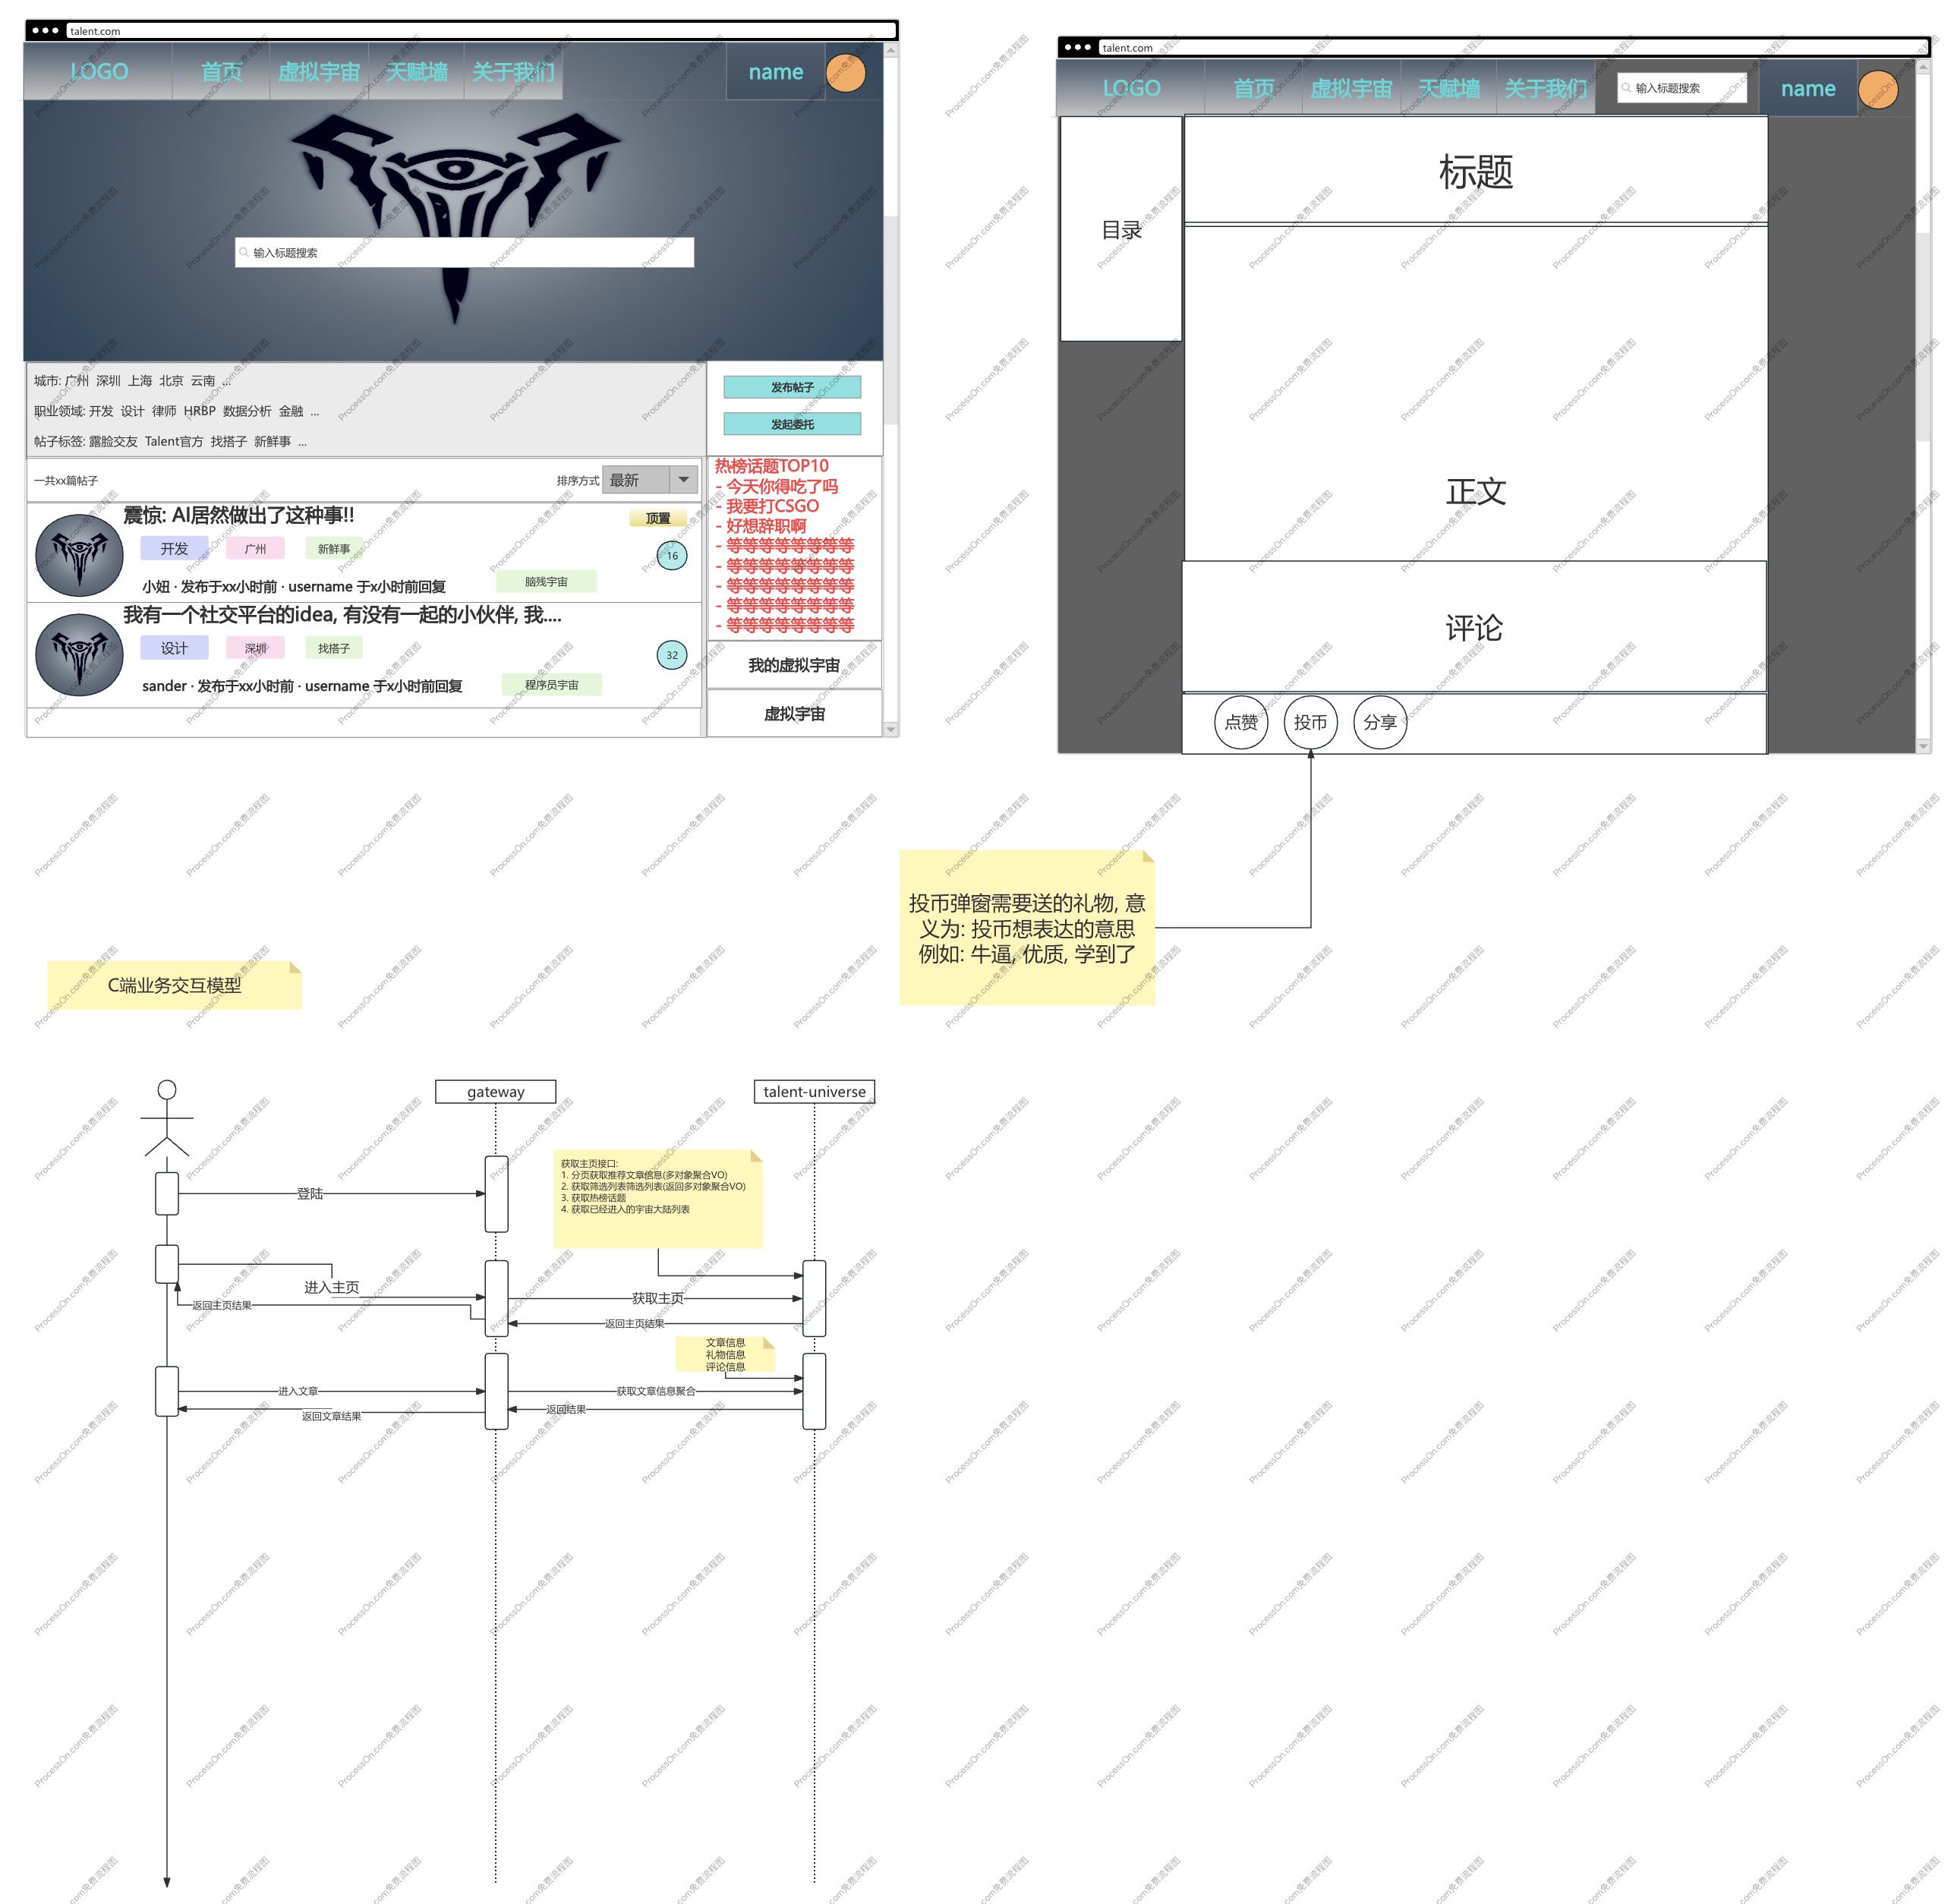 talent.com
LOGO 首页 虚拟宇宙 天赋墙 关于我们 name
输入标题搜索
城市: 广州 深圳 上海 北京 云南 ...
职业领域: 开发 设计 律师 HRBP 数据分析 金融 ...
帖子标签: 露脸交友 Talent官方 找搭子 新鲜事 ...
发布帖子
发起委托
一共xx篇帖子 排序方式 最新
震惊: AI居然做出了这种事!!
顶置
开发 广州 新鲜事
16
小妞 · 发布于xx小时前 · username 于x小时前回复
脑残宇宙
我有一个社交平台的idea, 有没有一起的小伙伴, 我....
设计 深圳 找搭子
32
sander · 发布于xx小时前 · username 于x小时前回复
程序员宇宙
热榜话题TOP10
- 今天你得吃了吗
- 我要打CSGO
- 好想辞职啊
- 等等等等等等等等
- 等等等等等等等等
- 等等等等等等等等
- 等等等等等等等等
- 等等等等等等等等
我的虚拟宇宙
虚拟宇宙
talent.com
LOGO 首页 虚拟宇宙 天赋墙 关于我们 输入标题搜索 name
目录
标题
正文
评论
点赞 投币 分享
投币弹窗需要送的礼物, 意
义为: 投币想表达的意思
例如: 牛逼, 优质, 学到了
C端业务交互模型
gateway
talent-universe
登陆
获取主页接口:
1. 分页获取推荐文章信息(多对象聚合VO)
2. 获取筛选列表筛选列表(返回多对象聚合VO)
3. 获取热榜话题
4. 获取已经进入的宇宙大陆列表
进入主页
获取主页
返回主页结果
返回主页结果
文章信息
礼物信息
评论信息
进入文章
获取文章信息聚合
返回文章结果
返回结果
ProcessOn.com免费流程图